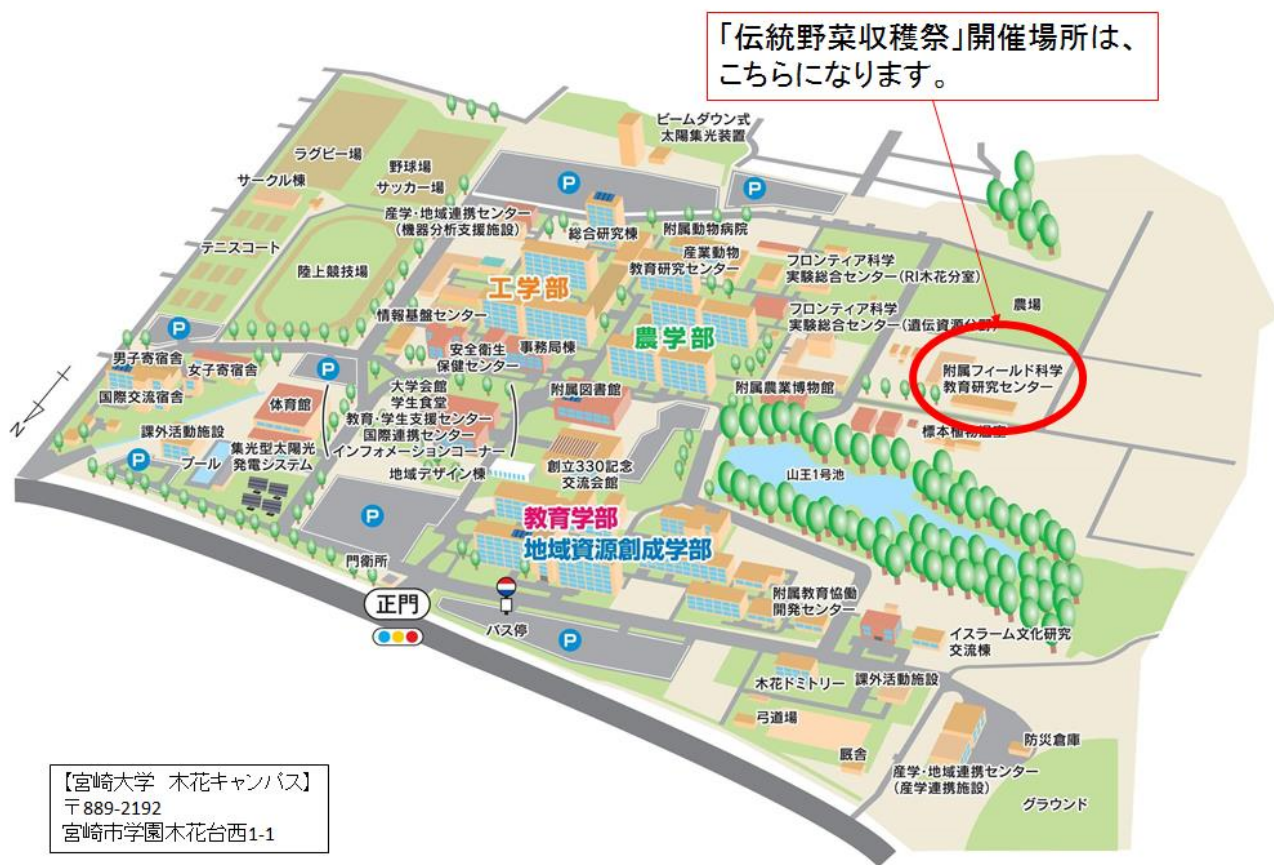 「伝統野菜収穫祭」開催場所は、
こちらになります。
ビームダウン式
太陽集光装置
ラグビー場
野球場
サッカー場
サークル棟
P
P
産学・地域連携センター
（機器分析支援施設）
総合研究棟
附属動物病院
産業動物
教育研究センター
フロンティア科学
実験総合センター（RI木花分室）
テニスコート
陸上競技場
工学部
農場
情報基盤センター
フロンティア科学
実験総合センター（遺伝資源分野）
農学部
P
安全衛生
保健センター
事務局棟
男子寄宿舎
女子寄宿舎
P
附属フィールド科学
教育研究センター
国際交流宿舎
体育館
大学会館
学生食堂
教育・学生支援センター
国際連携センター
インフォメーションコーナー
附属図書館
附属農業博物館
N
課外活動施設
標本植物温室
P
プール
集光型太陽光
発電システム
地域デザイン棟
創立330記念
交流会館
山王1号池
P
教育学部
地域資源創成学部
門衛所
正門
バス停
P
附属教育協働
開発センター
イスラーム文化研究
交流棟
木花ドミトリー
課外活動施設
弓道場
厩舎
防災倉庫
産学・地域連携センター
（産学連携施設）
グラウンド
【宮崎大学　木花キャンパス】
〒889-2192
宮崎市学園木花台西1-1